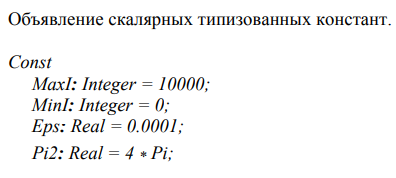 Объявление скалярных типизованных констант.
Const
MaxI: Integer = 10000;
MinI: Integer = 0;
Eps: Real = 0.0001;
Pi2: Real = 4 * Pi;